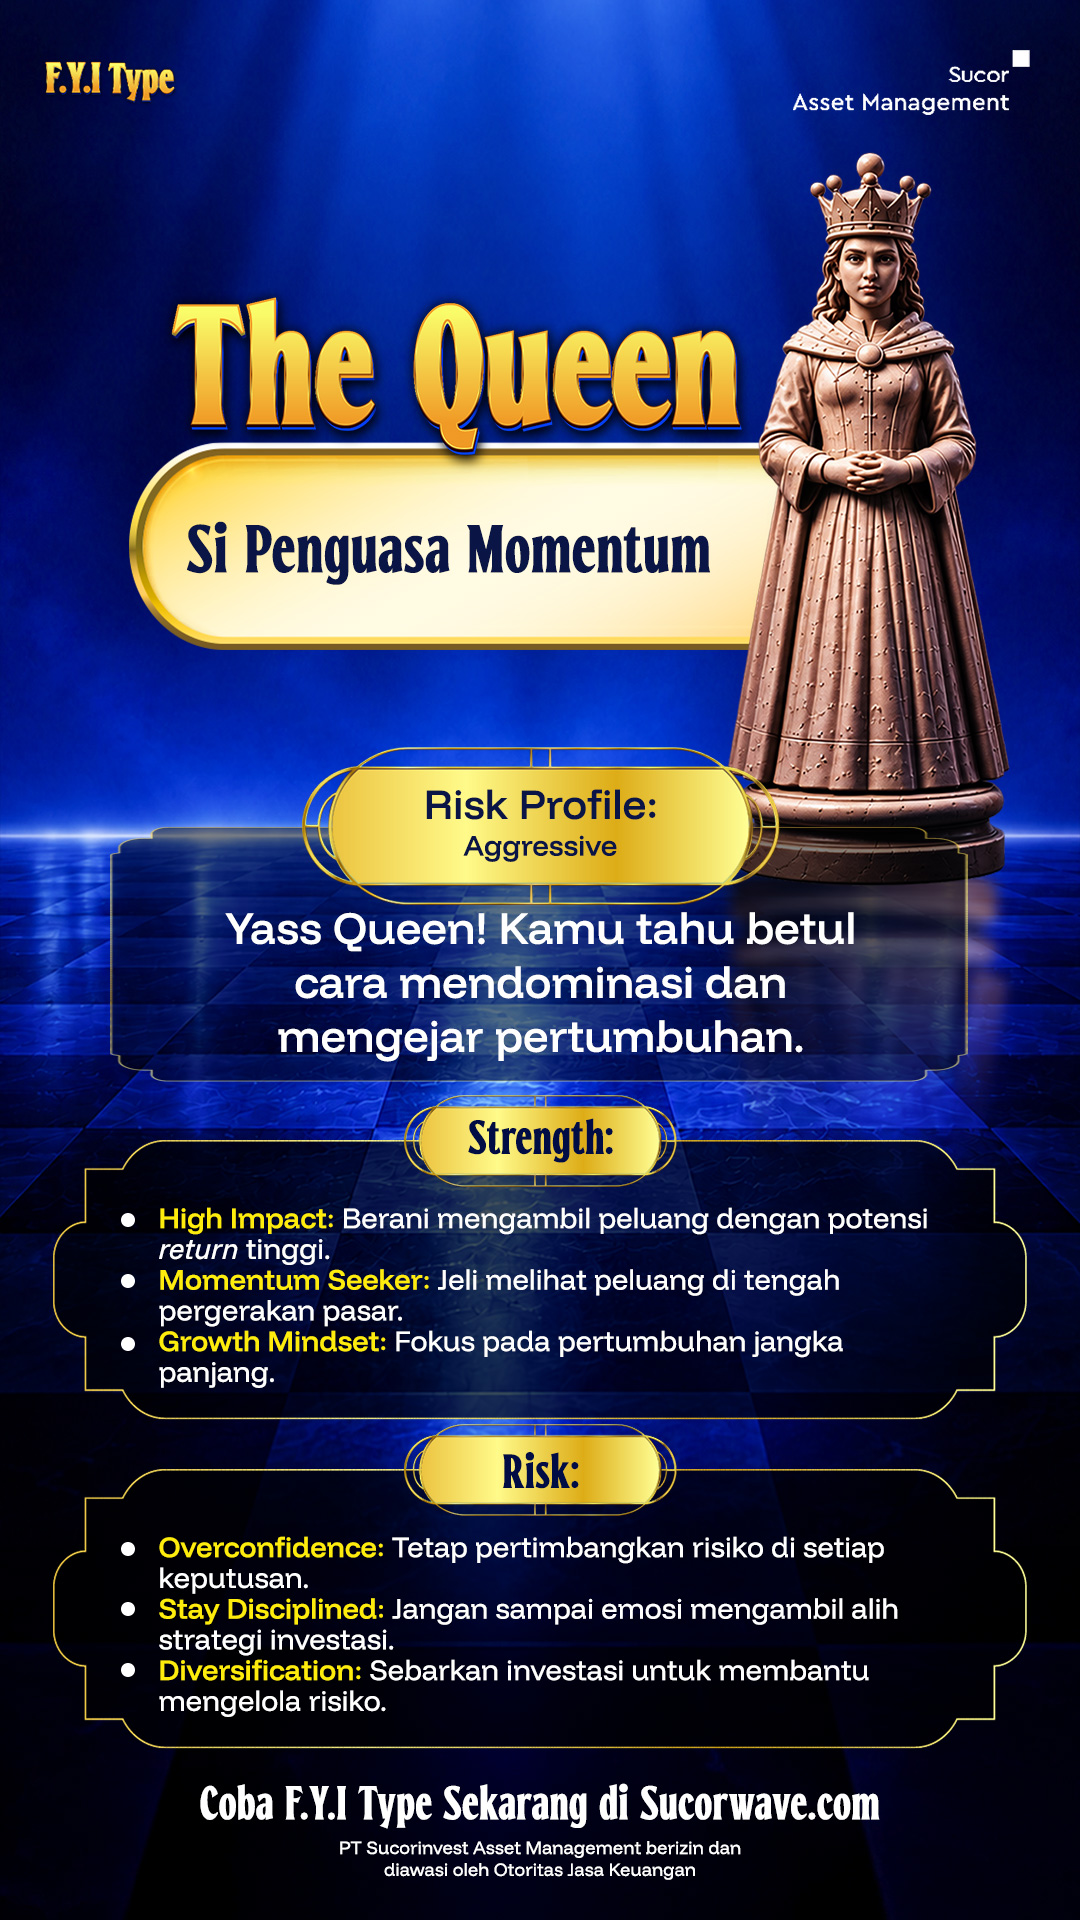 F.Y.I Type
Sucor
Asset Management
The Queen
Si Penguasa Momentum
Risk Profile:
Aggressive
Yass Queen! Kamu tahu betul
cara mendominasi dan
mengejar pertumbuhan.
Strength:
• High Impact: Berani mengambil peluang dengan potensi
return tinggi.
• Momentum Seeker: Jeli melihat peluang di tengah
pergerakan pasar.
• Growth Mindset: Fokus pada pertumbuhan jangka
panjang.
Risk:
• Overconfidence: Tetap pertimbangkan risiko di setiap
keputusan.
• Stay Disciplined: Jangan sampai emosi mengambil alih
strategi investasi.
• Diversification: Sebarkan investasi untuk membantu
mengelola risiko.
Coba F.Y.I Type Sekarang di Sucorwave.com
PT Sucorinvest Asset Management berizin dan
diawasi oleh Otoritas Jasa Keuangan